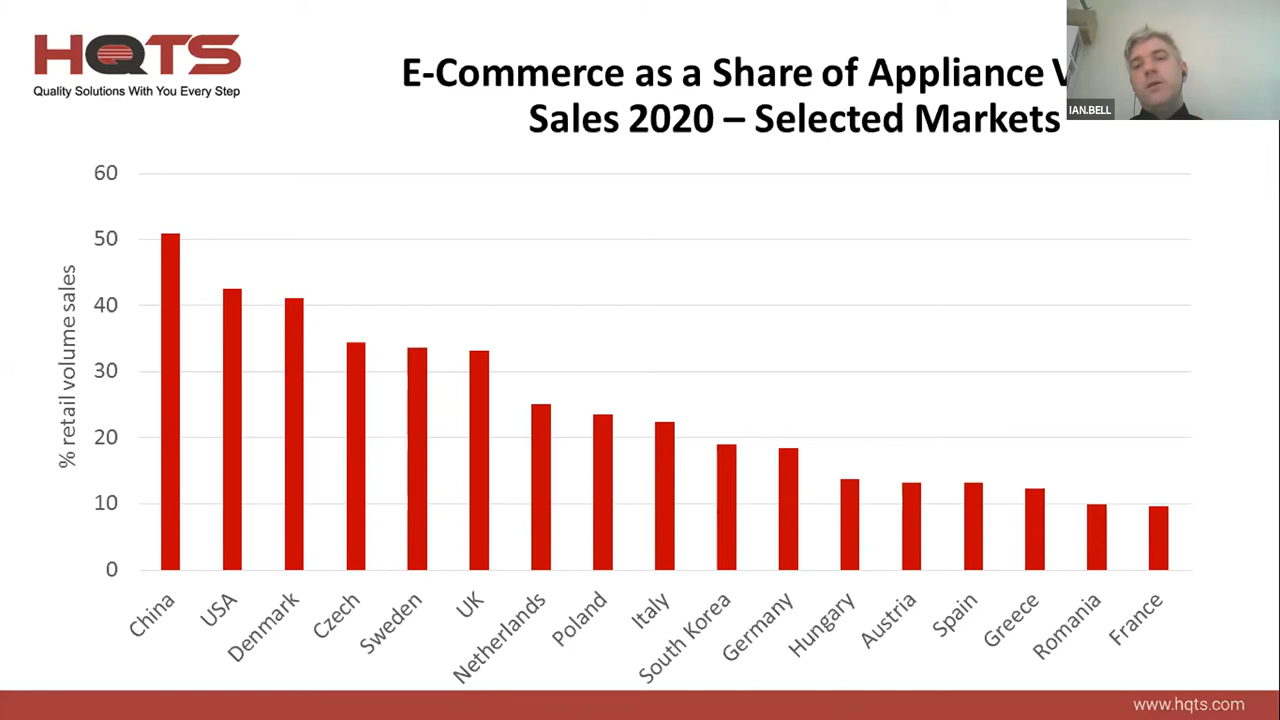 HQTS
Quality Solutions With You Every Step
E-Commerce as a Share of Appliance
Sales 2020 – Selected Markets
IAN.BELL
60
50
40
30
20
10
0
% retail volume sales
China
USA
Denmark
Czech
Sweden
UK
Netherlands
Poland
Italy
South Korea
Germany
Hungary
Austria
Spain
Greece
Romania
France
www.hqts.com